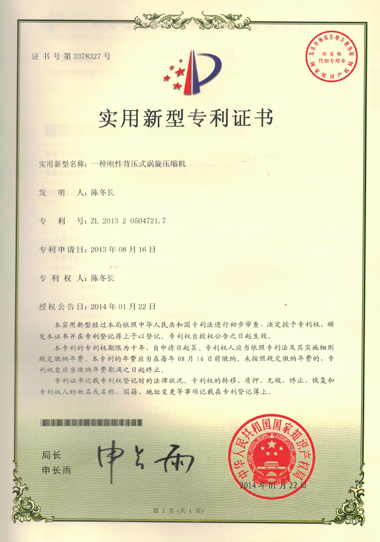 证书号第3378327号
实用新型专利证书
实用新型名称：一种刚性背压式涡旋压缩机
发 明 人：陈冬长
专 利 号：ZL 2013 2 0504721.7
专利申请日：2013年08月16日
专 利 权 人：陈冬长
授权公告日：2014年01月22日
本实用新型经过本局依照中华人民共和国专利法进行初步审查，决定授予专利权，颁
发本证书并在专利登记簿上予以登记。专利权自授权公告之日起生效。
本专利的专利权期限为十年，自申请日起算。专利权人应当依照专利法及其实施细则
规定缴纳年费。本专利的年费应当在每年08月16日前缴纳。未按照规定缴纳年费的，专
利权自应当缴纳年费期满之日起终止。
专利证书记载专利权登记时的法律状况。专利权的转移、质押、无效、终止、恢复和
专利权人的姓名或名称、国籍、地址变更等事项记载在专利登记簿上。
局长
申长雨
申长雨
中华人民共和国国家知识产权局
2014年01月22日
第1页（共1页）